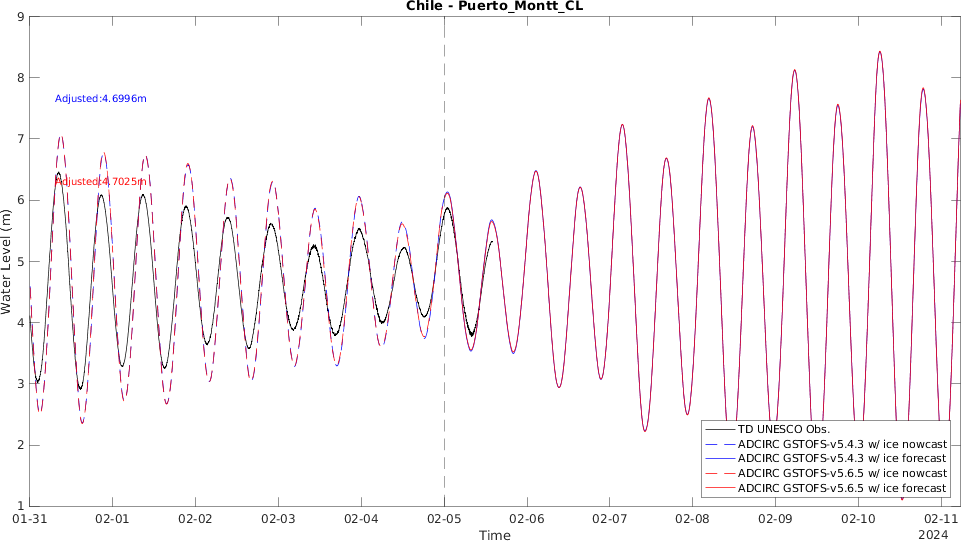 Chile - Puerto_Montt_CL
9
8
7
6
5
4
3
2
1
Water Level (m)
Adjusted:4.6996m
Adjusted:4.7025m
TD UNESCO Obs.
ADCIRC GSTOFS-v5.4.3 w/ ice nowcast
ADCIRC GSTOFS-v5.4.3 w/ ice forecast
ADCIRC GSTOFS-v5.6.5 w/ ice nowcast
ADCIRC GSTOFS-v5.6.5 w/ ice forecast
01-31 02-01 02-02 02-03 02-04 02-05 02-06 02-07 02-08 02-09 02-10 02-11
Time
2024